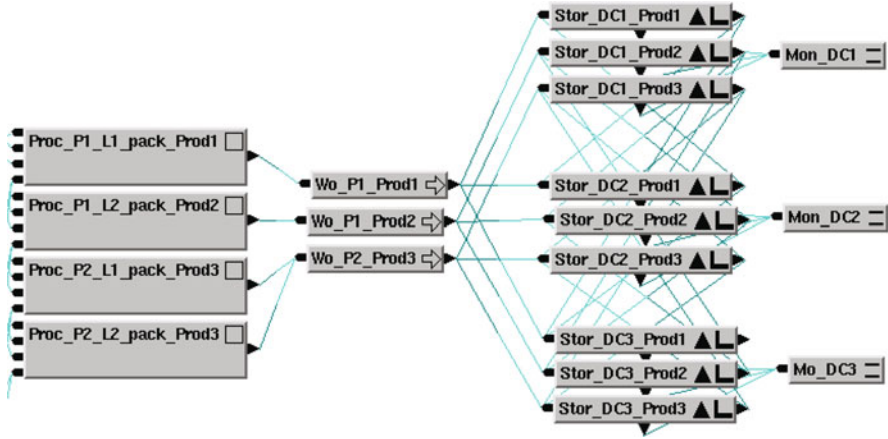 Proc_P1_L1_pack_Prod1
Proc_P1_L2_pack_Prod2
Proc_P2_L1_pack_Prod3
Proc_P2_L2_pack_Prod3
Wo_P1_Prod1
Wo_P1_Prod2
Wo_P2_Prod3
Stor_DC1_Prod1
Stor_DC1_Prod2
Stor_DC1_Prod3
Stor_DC2_Prod1
Stor_DC2_Prod2
Stor_DC2_Prod3
Stor_DC3_Prod1
Stor_DC3_Prod2
Stor_DC3_Prod3
Mon_DC1
Mon_DC2
Mo_DC3